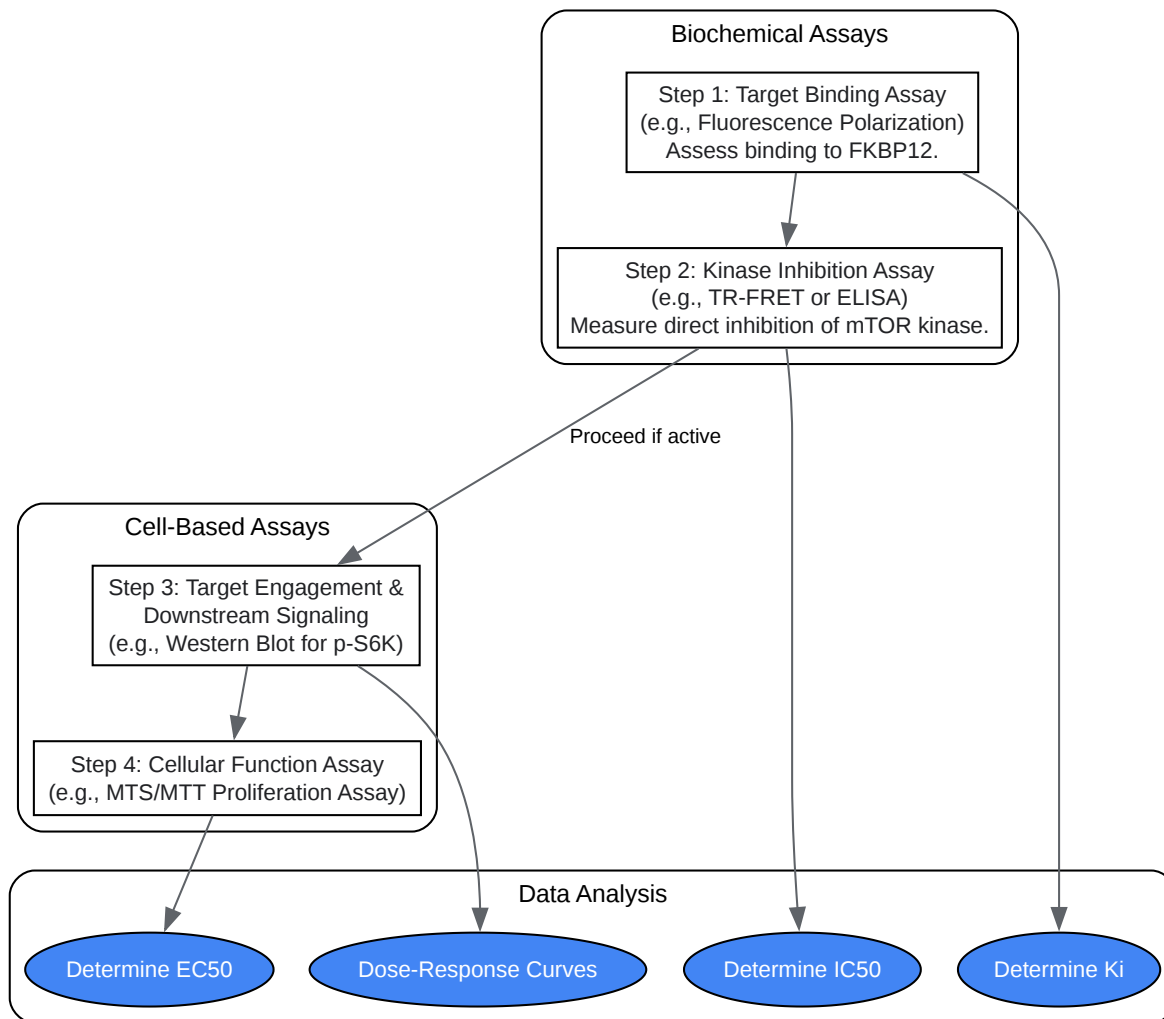 Biochemical Assays
Step 1: Target Binding Assay
(e.g., Fluorescence Polarization)
Assess binding to FKBP12.
Step 2: Kinase Inhibition Assay
(e.g., TR-FRET or ELISA)
Measure direct inhibition of mTOR kinase.
Proceed if active
Cell-Based Assays
Step 3: Target Engagement &
Downstream Signaling
(e.g., Western Blot for p-S6K)
Step 4: Cellular Function Assay
(e.g., MTS/MTT Proliferation Assay)
Data Analysis
Determine EC50
Dose-Response Curves
Determine IC50
Determine Ki